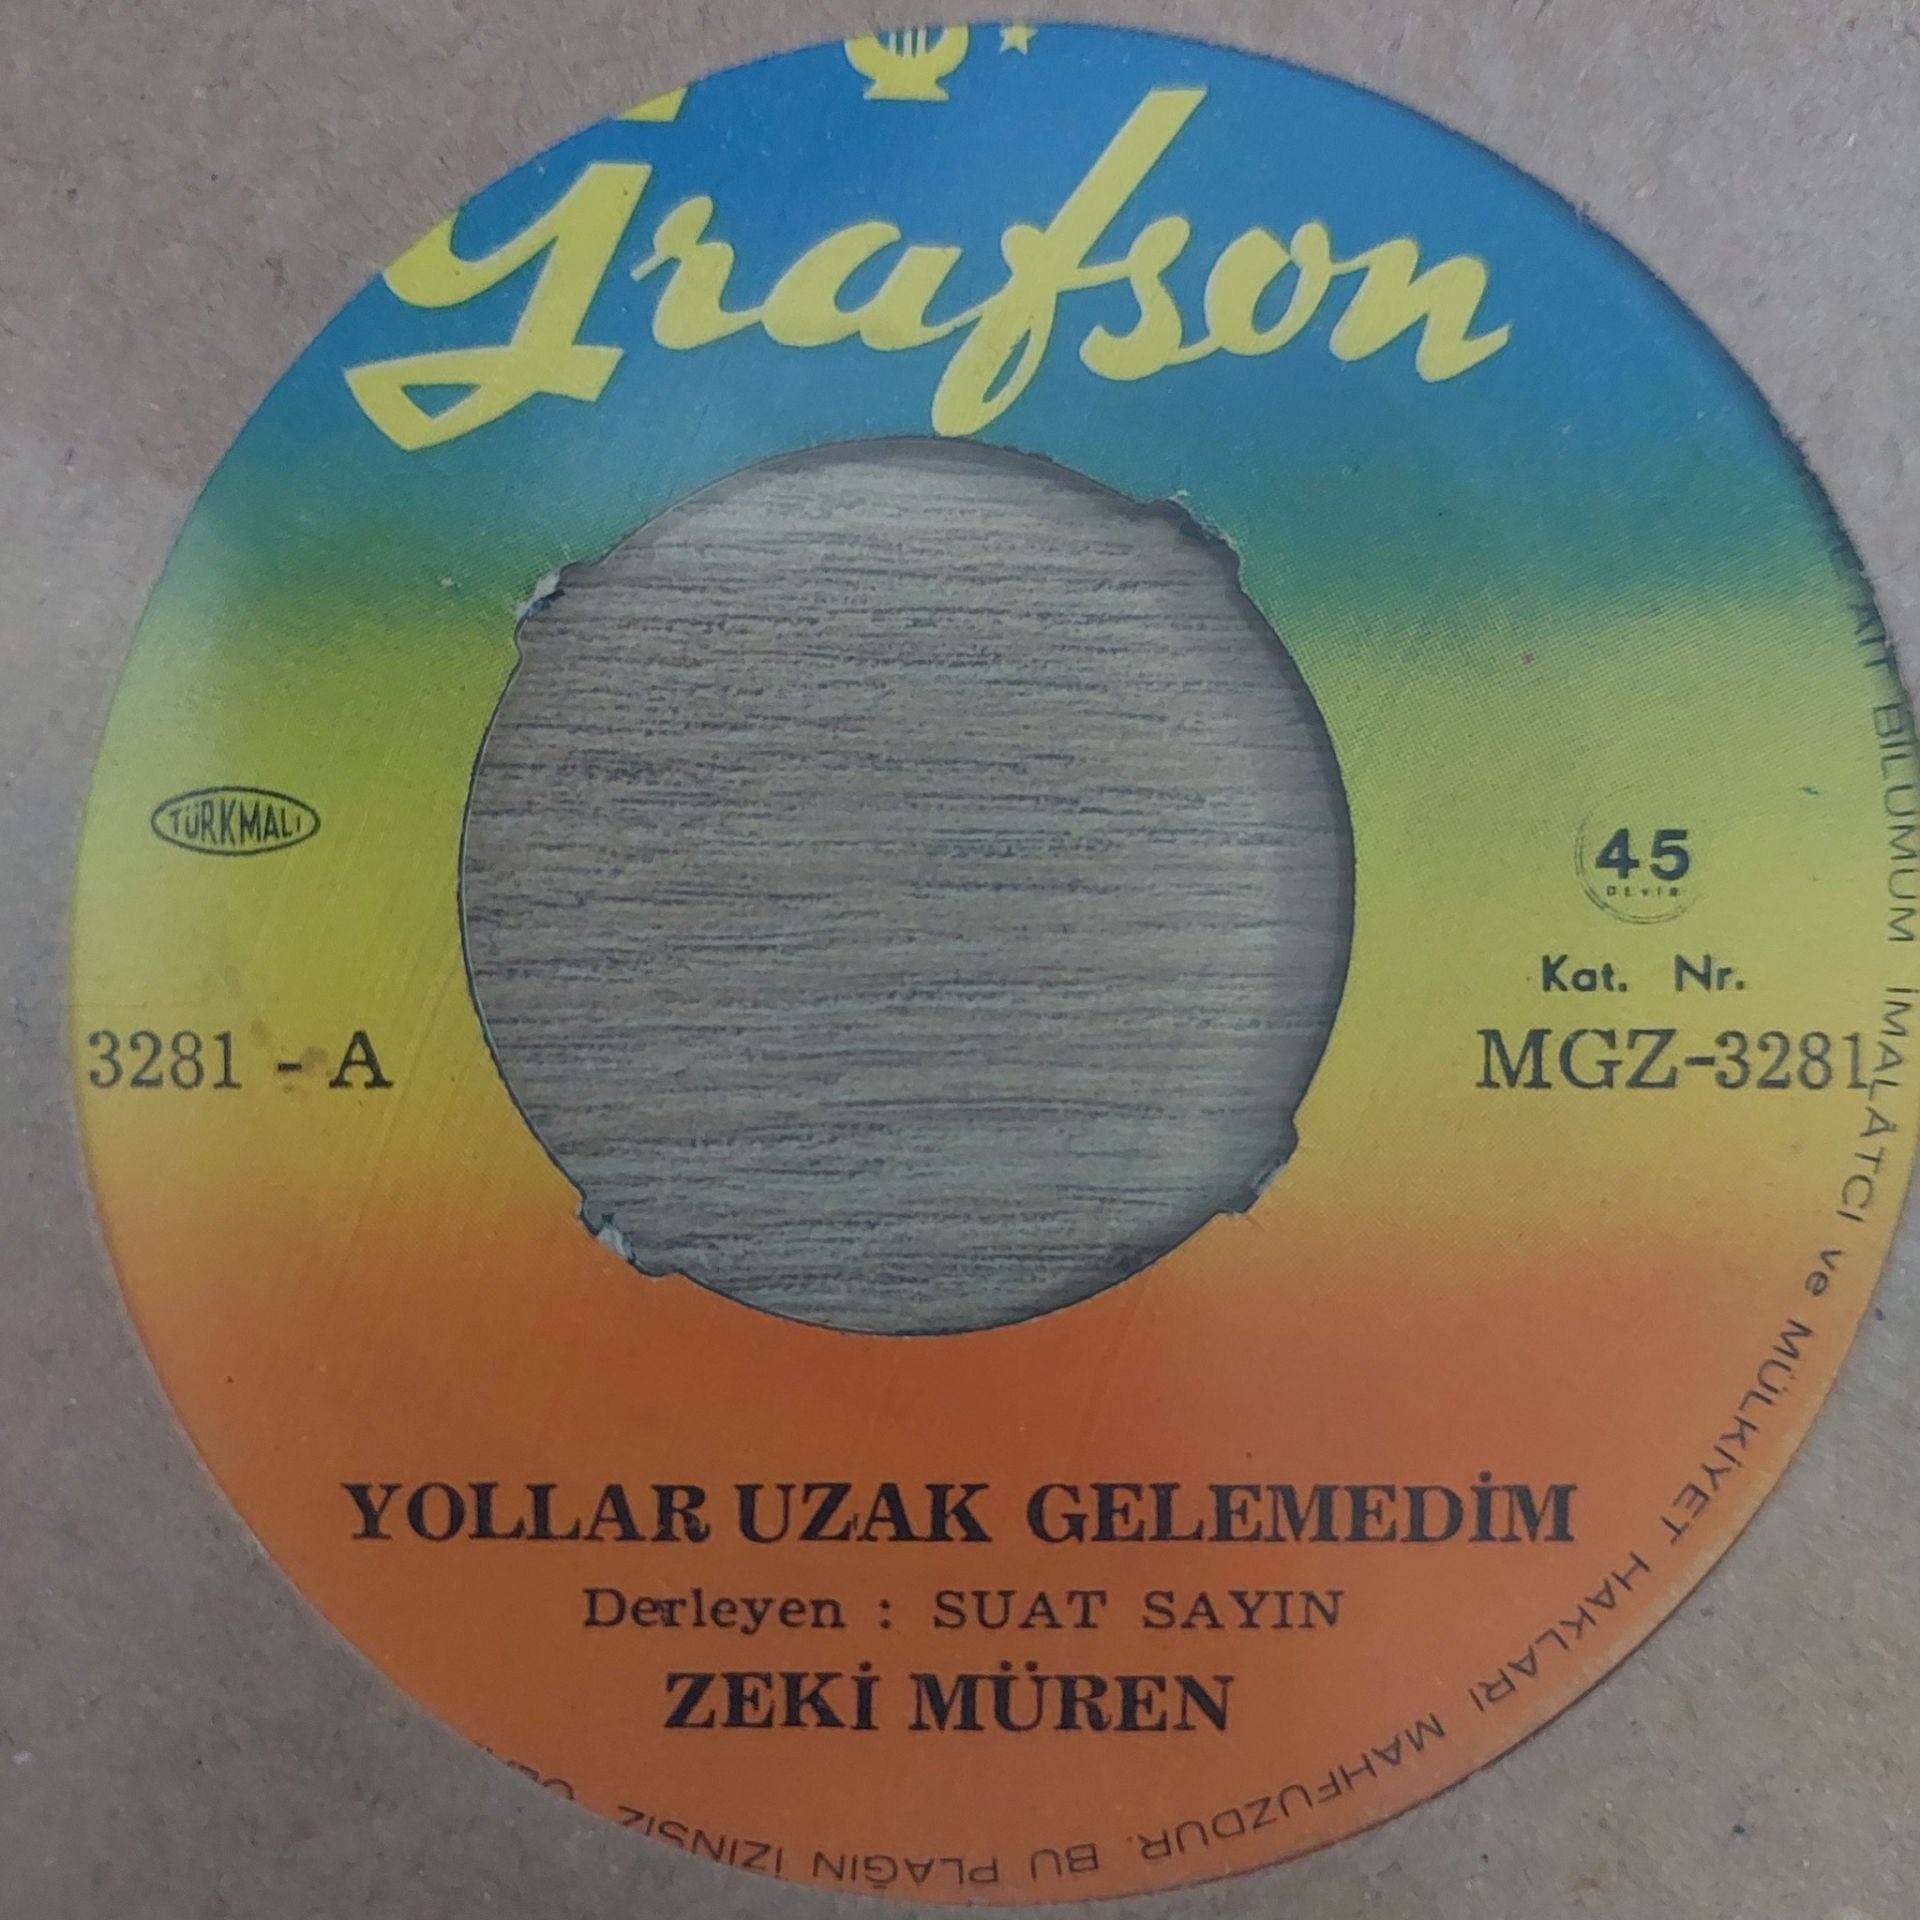 Grafson
TÜRKMALI
45
DEVİR
Kat. Nr.
3281 - A
MGZ-3281
YOLLAR UZAK GELEMEDİM
Derleyen : SUAT SAYIN
ZEKİ MÜREN
AİT BİLUMUM İMALÂTCI ve MÜLKİYET HAKLARI MAHFUZDUR. BU PLAĞIN İZİNSİZ